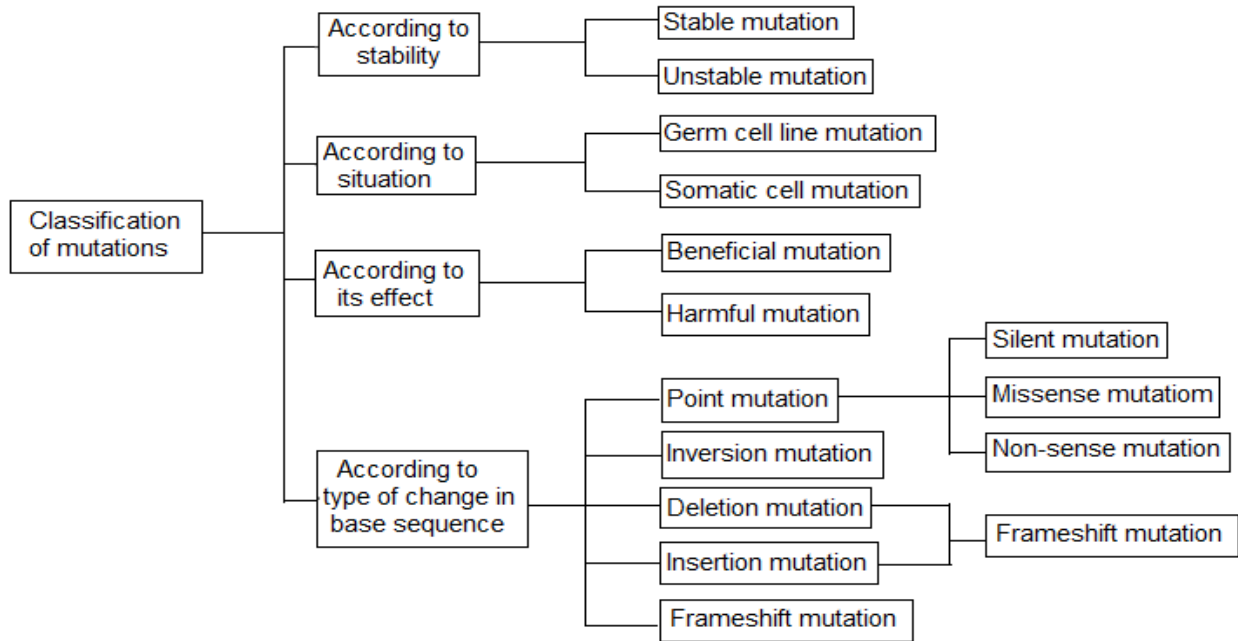 Classification
of mutations
According to
stability
Stable mutation
Unstable mutation
According to
situation
Germ cell line mutation
Somatic cell mutation
According to
its effect
Beneficial mutation
Harmful mutation
According to
type of change in
base sequence
Point mutation
Silent mutation
Missense mutatiom
Non-sense mutation
Inversion mutation
Deletion mutation
Insertion mutation
Frameshift mutation
Frameshift mutation